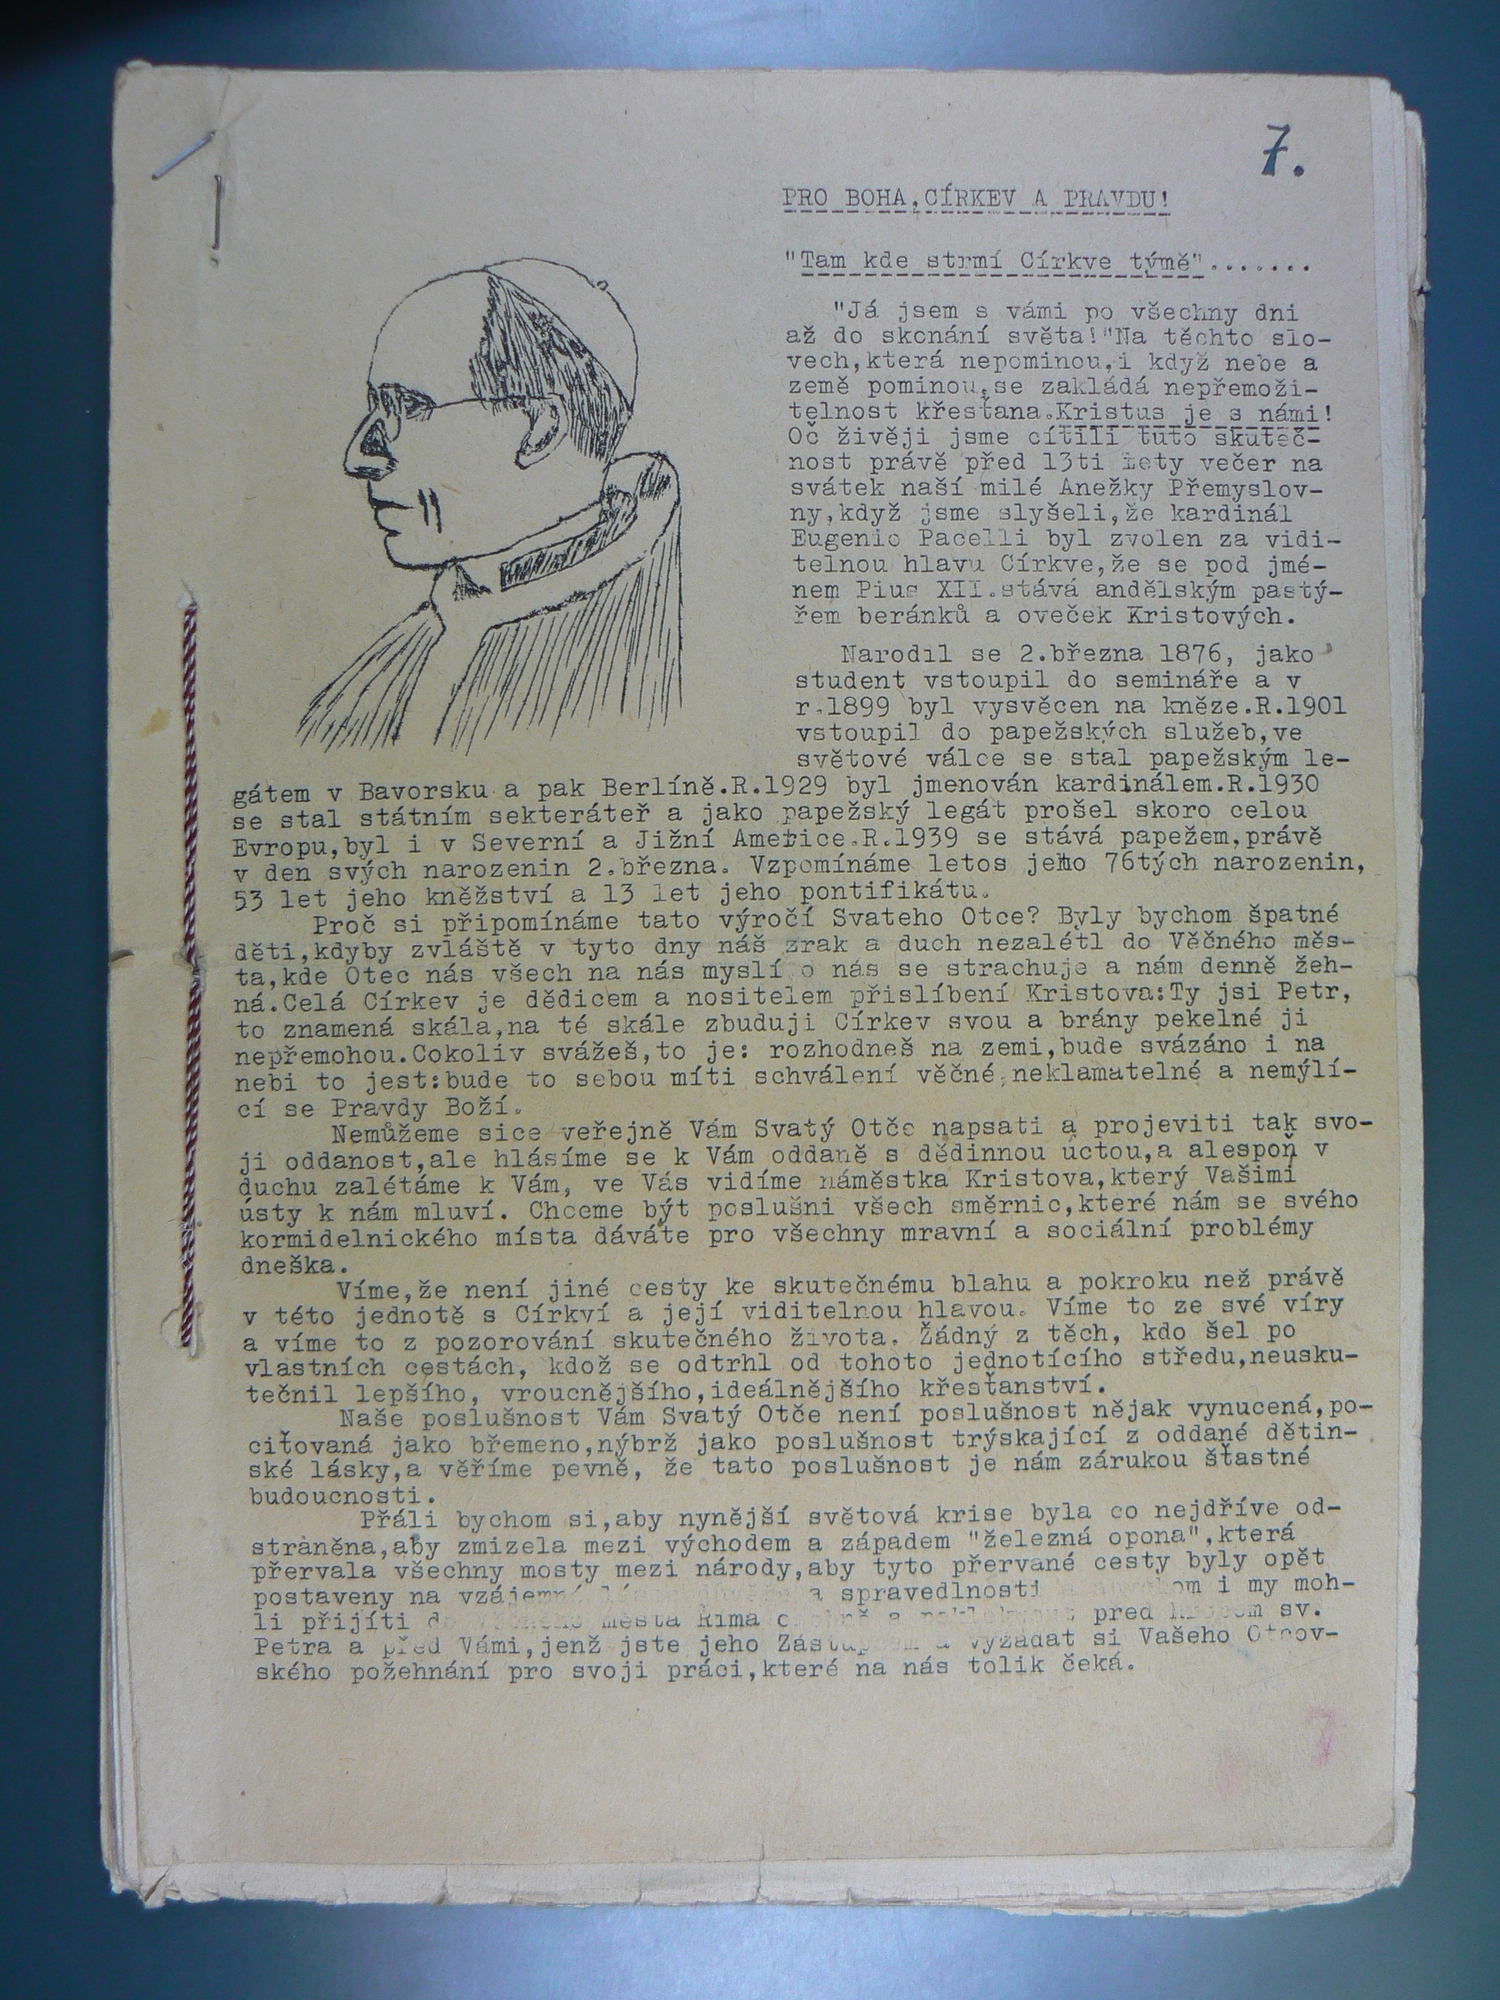 7.
PRO BOHA, CÍRKEV A PRAVDU!
"Tam kde strmí Církve týmě".......
"Já jsem s vámi po všechny dni
až do skonání světa!"Na těchto slo-
vech,která nepominou,i když nebe a
země pominou,se zakládá nepřemoži-
telnost křesťana.Kristus je s námi!
Oč živěji jsme cítili tuto skuteč-
nost právě před 13ti lety večer na
svátek naší milé Anežky Přemyslov-
ny,když jsme slyšeli,že kardinál
Eugenio Pacelli byl zvolen za vidi-
telnou hlavu Církve,že se pod jmé-
nem Pius XII.stává andělským pastý-
řem beránků a oveček Kristových.
Narodil se 2.března 1876, jako
student vstoupil do semináře a v
r.1899 byl vysvěcen na kněze.R.1901
vstoupil do papežských služeb,ve
světové válce se stal papežským le-
gátem v Bavorsku a pak Berlíně.R.1929 byl jmenován kardinálem.R.1930
se stal státním sekteráteř a jako papežský legát prošel skoro celou
Evropu,byl i v Severní a Jižní Americe.R.1939 se stává papežem,právě
v den svých narozenin 2.března. Vzpomínáme letos jeho 76tých narozenin,
53 let jeho kněžství a 13 let jeho pontifikátu.
Proč si připomínáme tato výročí Svateho Otce? Byly bychom špatné
děti,kdyby zvláště v tyto dny náš zrak a duch nezalétl do Věčného měs-
ta,kde Otec nás všech na nás myslí o nás se strachuje a nám denně žeh-
ná.Celá Církev je dědicem a nositelem přislíbení Kristova:Ty jsi Petr,
to znamená skála,na té skále zbuduji Církev svou a brány pekelné ji
nepřemohou.Cokoliv svážeš,to je: rozhodneš na zemi,bude svázáno i na
nebi to jest:bude to sebou míti schválení věčné,neklamatelné a nemýlí-
cí se Pravdy Boží.
Nemůžeme sice veřejně Vám Svatý Otče napsati a projeviti tak svo-
ji oddanost,ale hlásíme se k Vám oddaně s dědinnou úctou,a alespoň v
duchu zalétáme k Vám, ve Vás vidíme náměstka Kristova,který Vašimi
ústy k nám mluví. Chceme být poslušni všech směrnic,které nám se svého
kormidelnického místa dáváte pro všechny mravní a sociální problémy
dneška.
Víme,že není jiné cesty ke skutečnému blahu a pokroku než právě
v této jednotě s Církví a její viditelnou hlavou. Víme to ze své víry
a víme to z pozorování skutečného života. Žádný z těch, kdo šel po
vlastních cestách, kdož se odtrhl od tohoto jednotícího středu,neusku-
tečnil lepšího, vroucnějšího,ideálnějšího křesťanství.
Naše poslušnost Vám Svatý Otče není poslušnost nějak vynucená,po-
ciťovaná jako břemeno,nýbrž jako poslušnost trýskající z oddané dětin-
ské lásky,a věříme pevně, že tato poslušnost je nám zárukou šťastné
budoucnosti.
Přáli bychom si,aby nynější světová krise byla co nejdříve od-
straněna,aby zmizela mezi východem a západem "železná opona",která
přervala všechny mosty mezi národy,aby tyto přervané cesty byly opět
postaveny na a spravedlnosti i my moh-
li přijíti města Říma před sv.
Petra a před Vámi,jenž jste jeho a vyžádat si Vašeho Otcov-
ského požehnání pro svoji práci,které na nás tolik čeká.
7